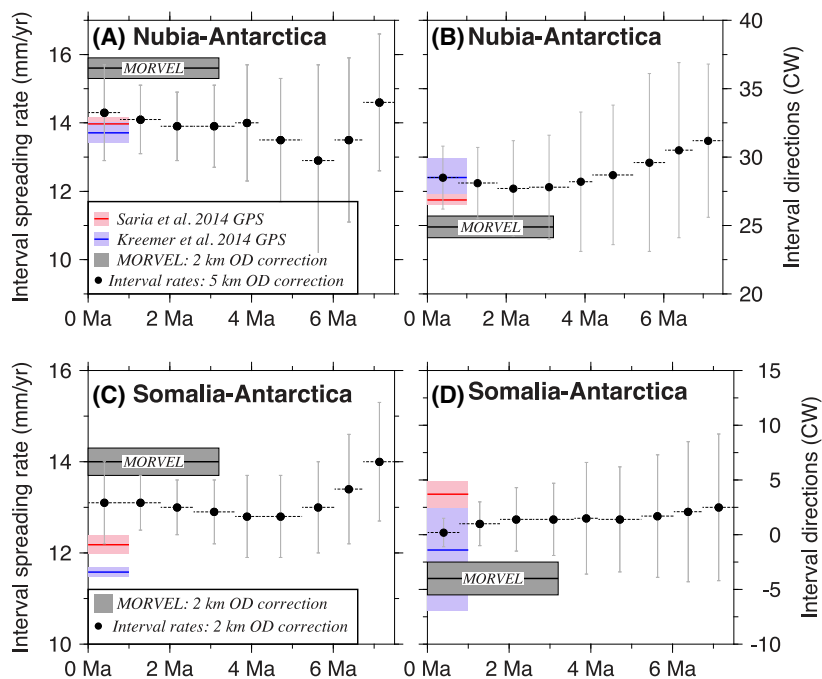 (A) Nubia-Antarctica
Interval spreading rate (mm/yr)
16
14
12
10
MORVEL
Saria et al. 2014 GPS
Kreemer et al. 2014 GPS
MORVEL: 2 km OD correction
Interval rates: 5 km OD correction
0 Ma 2 Ma 4 Ma 6 Ma
(B) Nubia-Antarctica
MORVEL
40
35
30
25
20
Interval directions (CW)
0 Ma 2 Ma 4 Ma 6 Ma
(C) Somalia-Antarctica
Interval spreading rate (mm/yr)
16
14
12
10
MORVEL
MORVEL: 2 km OD correction
Interval rates: 2 km OD correction
0 Ma 2 Ma 4 Ma 6 Ma
(D) Somalia-Antarctica
MORVEL
15
10
5
0
-5
-10
Interval directions (CW)
0 Ma 2 Ma 4 Ma 6 Ma